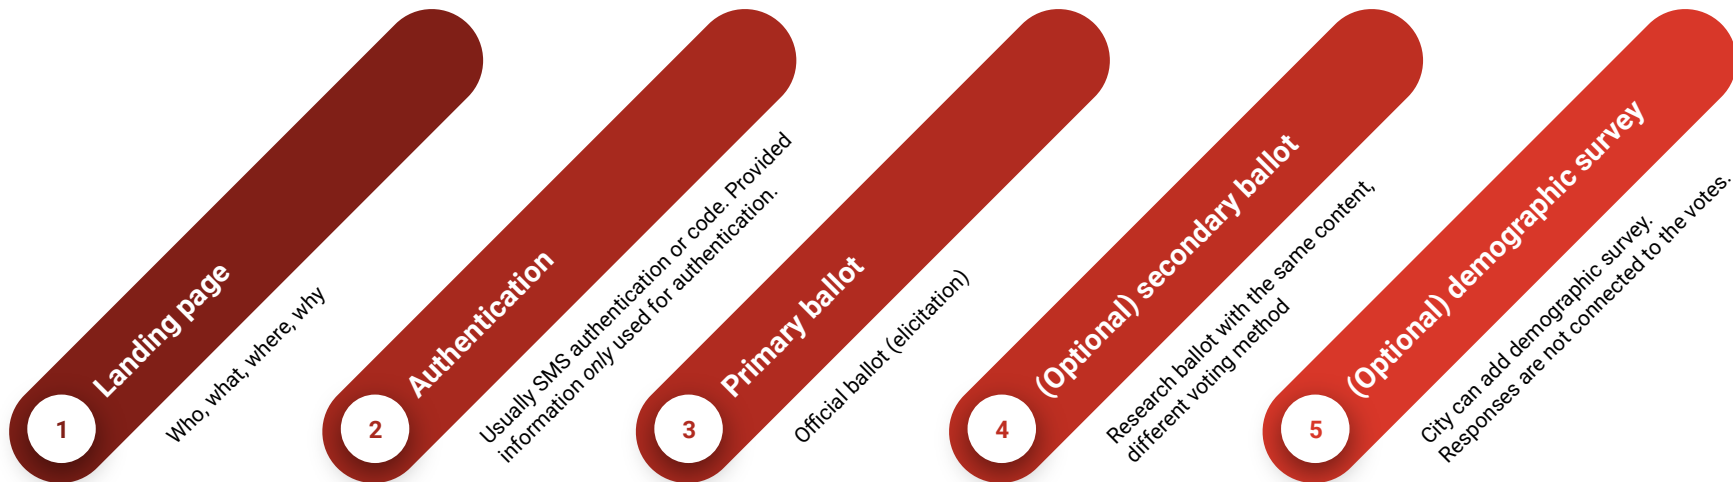 1
Landing page
Who, what, where, why
2
Authentication
Usually SMS authentication or code. Provided
information only used for authentication.
3
Primary ballot
Official ballot (elicitation)
4
(Optional) secondary ballot
Research ballot with the same content,
different voting method
5
(Optional) demographic survey
City can add demographic survey.
Responses are not connected to the votes.